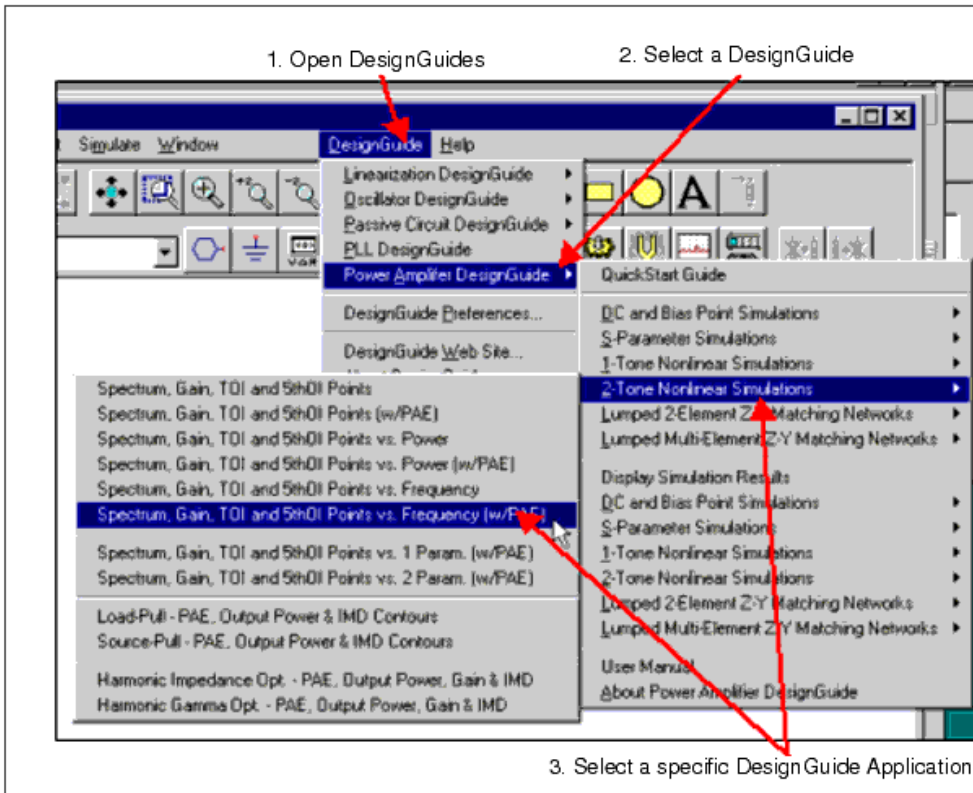 1. Open DesignGuides
2. Select a DesignGuide
Simulate Window DesignGuide Help
Linearization DesignGuide
Oscillator DesignGuide
Passive Circuit DesignGuide
PLL DesignGuide
Power Amplifer DesignGuide
DesignGuide Preferences...
DesignGuide Web Site...
A
VAR
QuickStart Guide
DC and Bias Point Simulations
S-Parameter Simulations
1-Tone Nonlinear Simulations
2-Tone Nonlinear Simulations
Lumped 2-Element Z-Y Matching Networks
Lumped Multi-Element Z-Y Matching Networks
Display Simulation Results
DC and Bias Point Simulations
S-Parameter Simulations
1-Tone Nonlinear Simulations
2-Tone Nonlinear Simulations
Lumped 2-Element Z-Y Matching Networks
Lumped Multi-Element Z-Y Matching Networks
User Manual
About Power Amplifier DesignGuide
Spectrum, Gain, TOI and 5thOI Points
Spectrum, Gain, TOI and 5thOI Points (w/PAE)
Spectrum, Gain, TOI and 5thOI Points vs. Power
Spectrum, Gain, TOI and 5thOI Points vs. Power (w/PAE)
Spectrum, Gain, TOI and 5thOI Points vs. Frequency
Spectrum, Gain, TOI and 5thOI Points vs. Frequency (w/PAE)
Spectrum, Gain, TOI and 5thOI Points vs. 1 Param. (w/PAE)
Spectrum, Gain, TOI and 5thOI Points vs. 2 Param. (w/PAE)
Load-Pull - PAE, Output Power & IMD Contours
Source-Pull - PAE, Output Power & IMD Contours
Harmonic Impedance Opt. - PAE, Output Power, Gain & IMD
Harmonic Gamma Opt. - PAE, Output Power, Gain & IMD
3. Select a specific DesignGuide Application